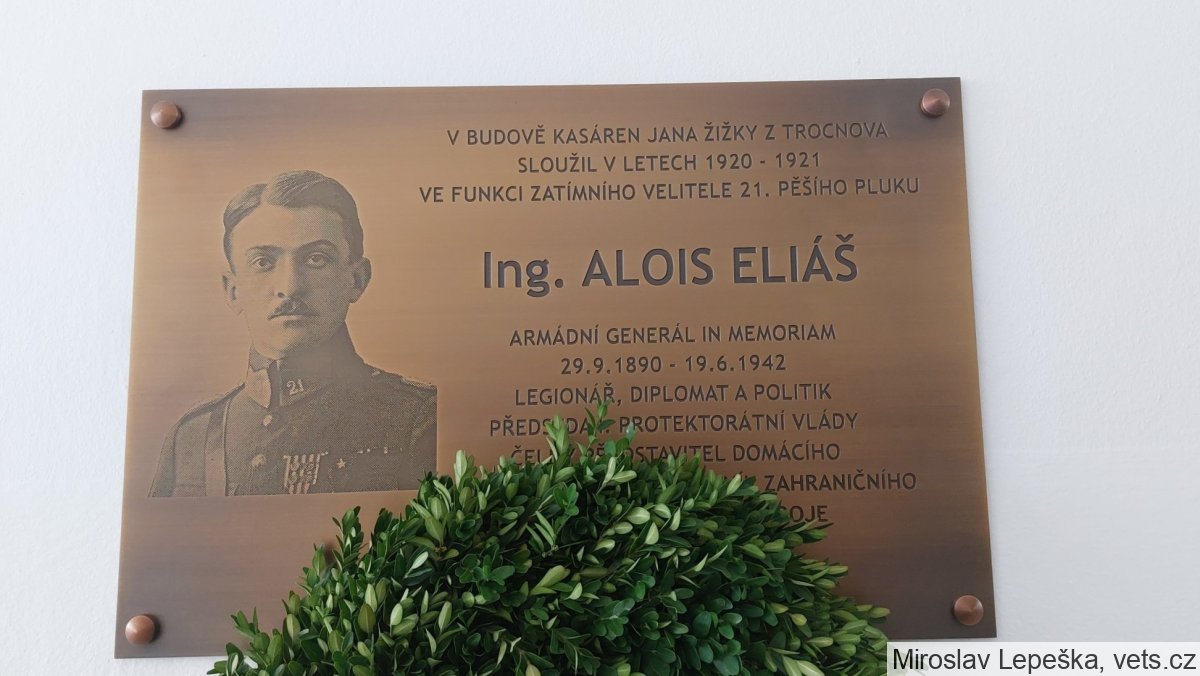 V BUDOVĚ KASÁREN JANA ŽIŽKY Z TROCNOVA
SLOUŽIL V LETECH 1920 - 1921
VE FUNKCI ZATÍMNÍHO VELITELE 21. PĚŠÍHO PLUKU
Ing. ALOIS ELIÁŠ
ARMÁDNÍ GENERÁL IN MEMORIAM
29.9.1890 - 19.6.1942
LEGIONÁŘ, DIPLOMAT A POLITIK
PROTEKTORÁTNÍ VLÁDY
DOMÁCÍHO
ZAHRANIČNÍHO
21
Miroslav Lepeška, vets.cz